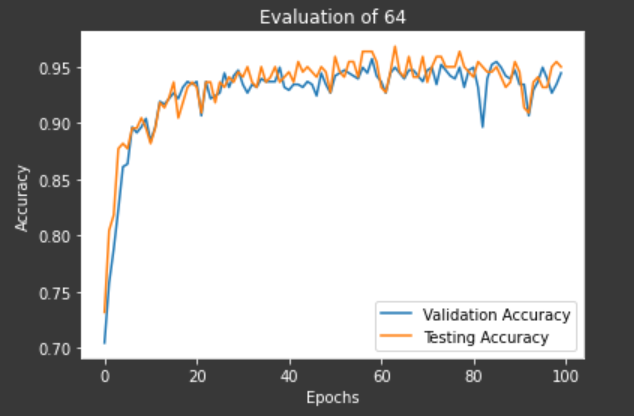 Evaluation of 64
Accuracy
0.95
0.90
0.85
0.80
0.75
0.70
Validation Accuracy
Testing Accuracy
0 20 40 60 80 100
Epochs